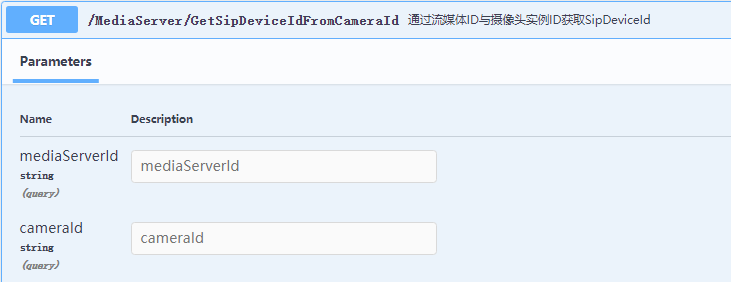 GET /MediaServer/GetSipDeviceIdFromCameraId 通过流媒体ID与摄像头实例ID获取SipDeviceId
Parameters
Name Description
mediaServerId mediaServerId
string
(query)
cameraId cameraId
string
(query)